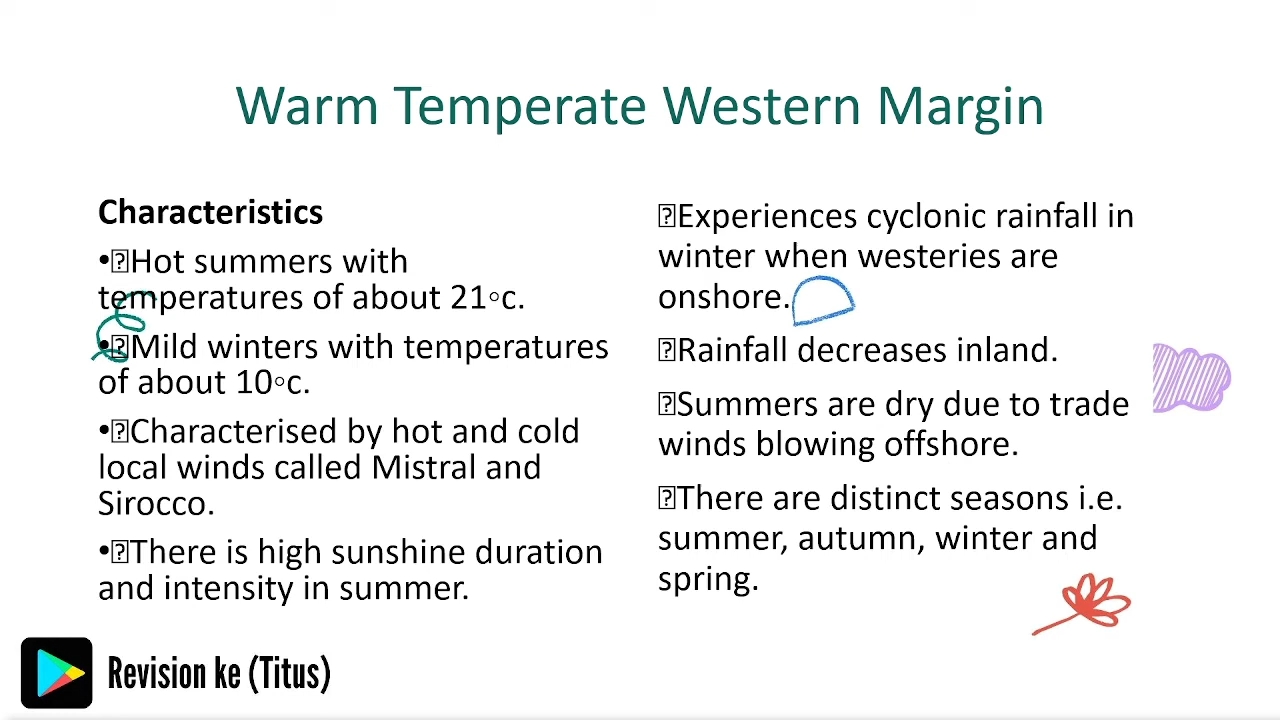 Warm Temperate Western Margin
Characteristics
•⍰Hot summers with
temperatures of about 21◦c.
•⍰Mild winters with temperatures
of about 10◦c.
•⍰Characterised by hot and cold
local winds called Mistral and
Sirocco.
•⍰There is high sunshine duration
and intensity in summer.
⍰Experiences cyclonic rainfall in
winter when westeries are
onshore.
⍰Rainfall decreases inland.
⍰Summers are dry due to trade
winds blowing offshore.
⍰There are distinct seasons i.e.
summer, autumn, winter and
spring.
Revision ke (Titus)